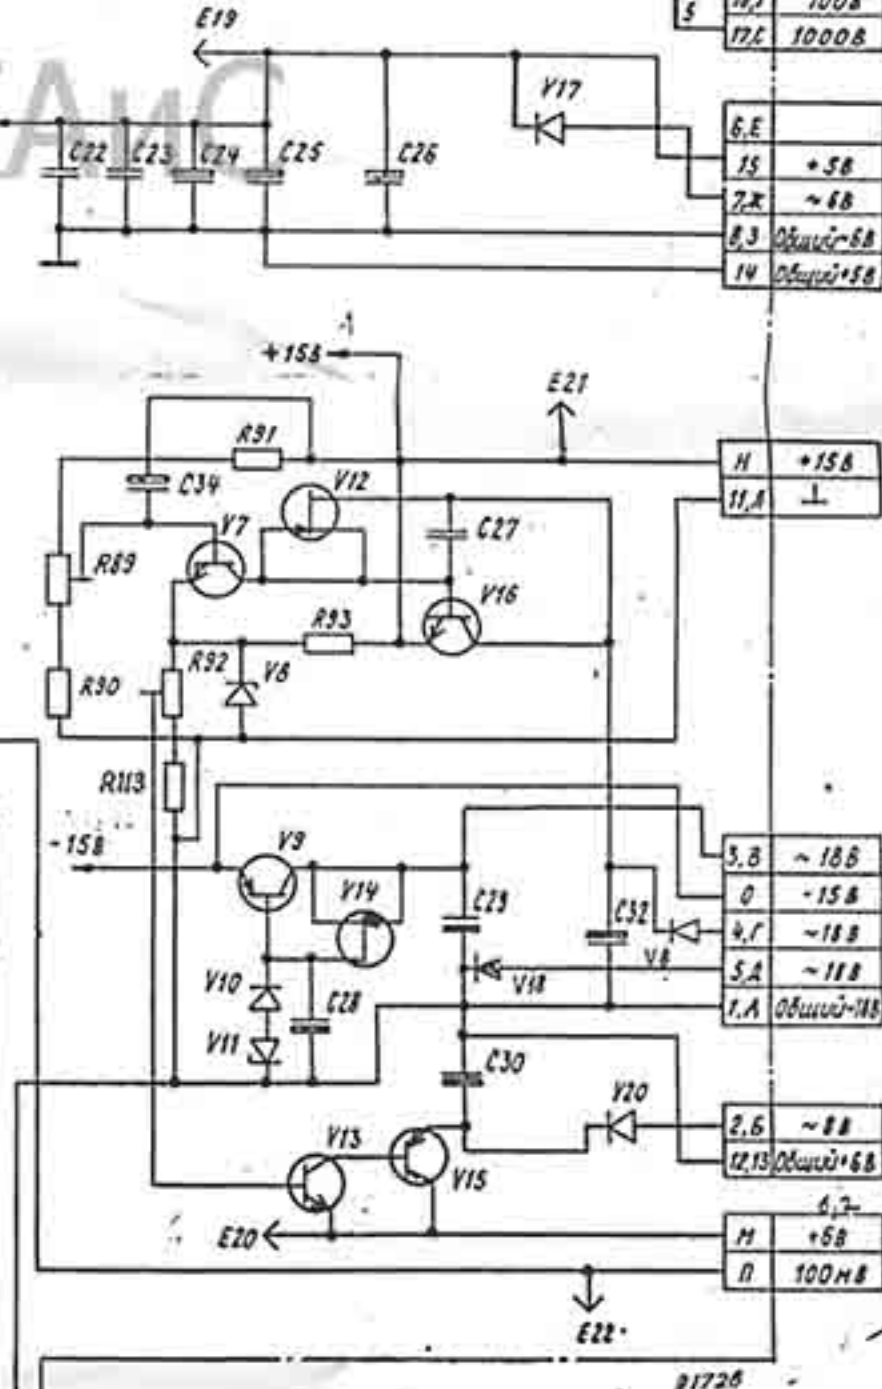 E19
5
100В
17,С 1000В
V17
6,Е
C22 C23 C24 C25 C26
15 +5В
7,Ж ~6В
8,3 Общий-6В
14 Общий+5В
+15В
E21
R91
V12
Н +15В
C34
11,Л ⊥
V7
C27
R89
V16
R93
R92
V8
R90
R113
-15В
V9
3,В ~18В
V14
0 -15В
C29
C32
4,Г ~18В
V10
V18
5,Д ~18В
C28
1,А Общий-18В
V11
C30
V20
2,Б ~8В
V13
12,13 Общий+6В
V15
E20
М +6В
П 100мВ
E22